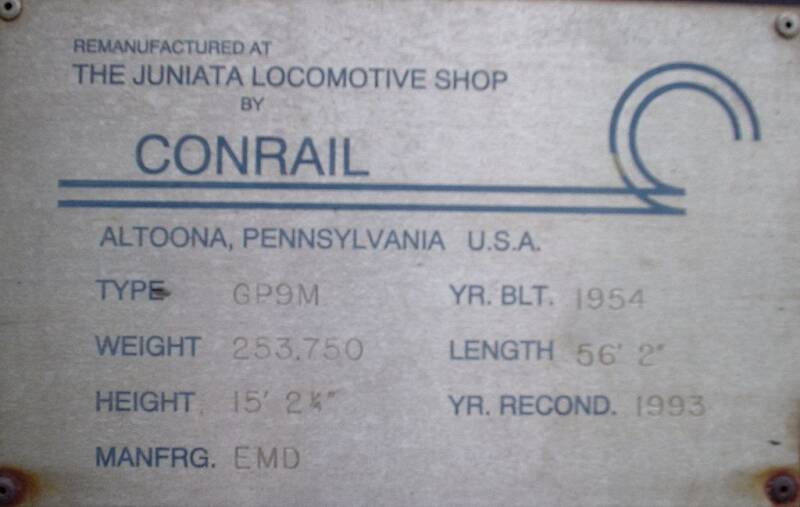 REMANUFACTURED AT
THE JUNIATA LOCOMOTIVE SHOP
BY
CONRAIL
ALTOONA, PENNSYLVANIA U.S.A.
TYPE GP9M YR. BLT. 1954
WEIGHT 253,750 LENGTH 56' 2"
HEIGHT 15' 2¼" YR. RECOND. 1993
MANFRG. EMD